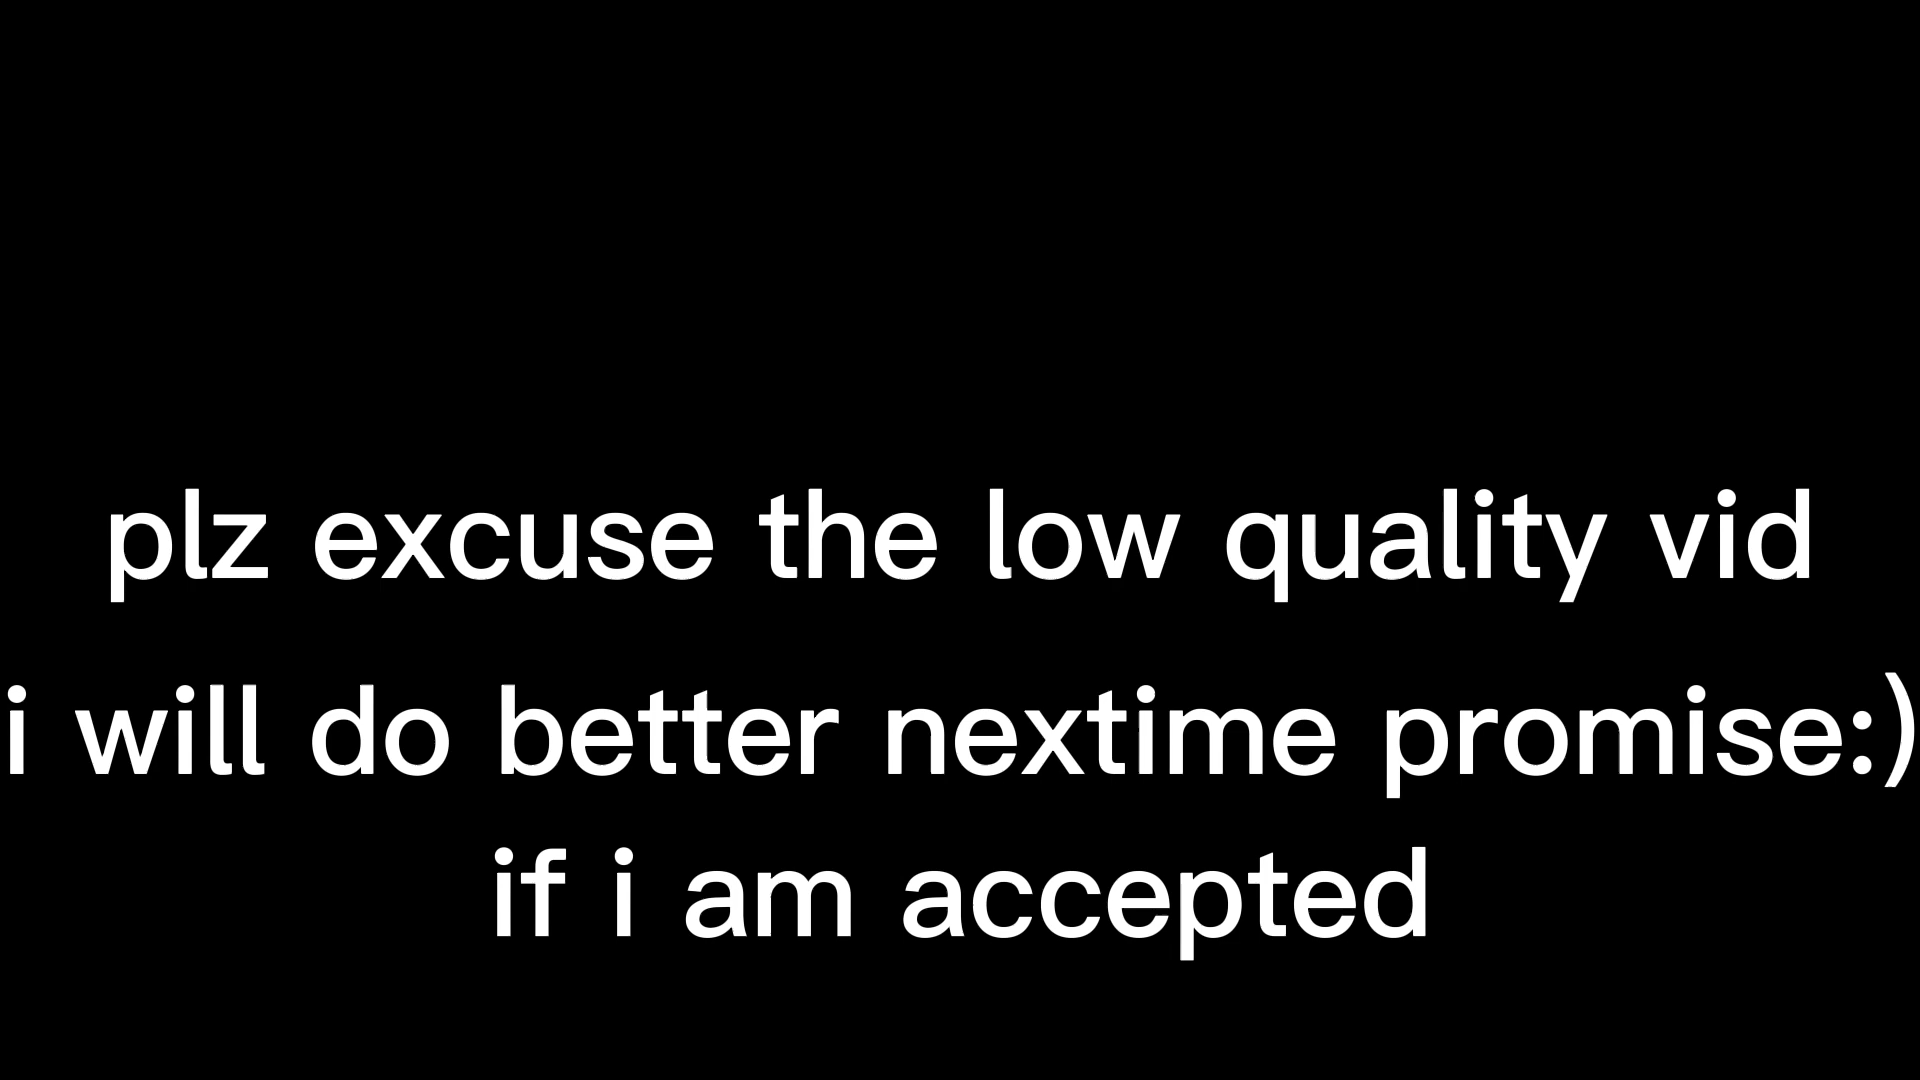 plz excuse the low quality vid
i will do better nextime promise:)
if i am accepted